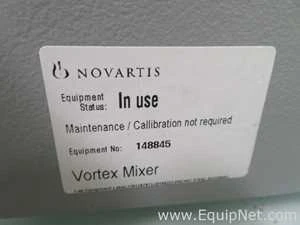 NOVARTIS
Equipment
Status: In use
Maintenance / Callibration not required
Equipment No: 148845
Vortex Mixer
www.EquipNet.com